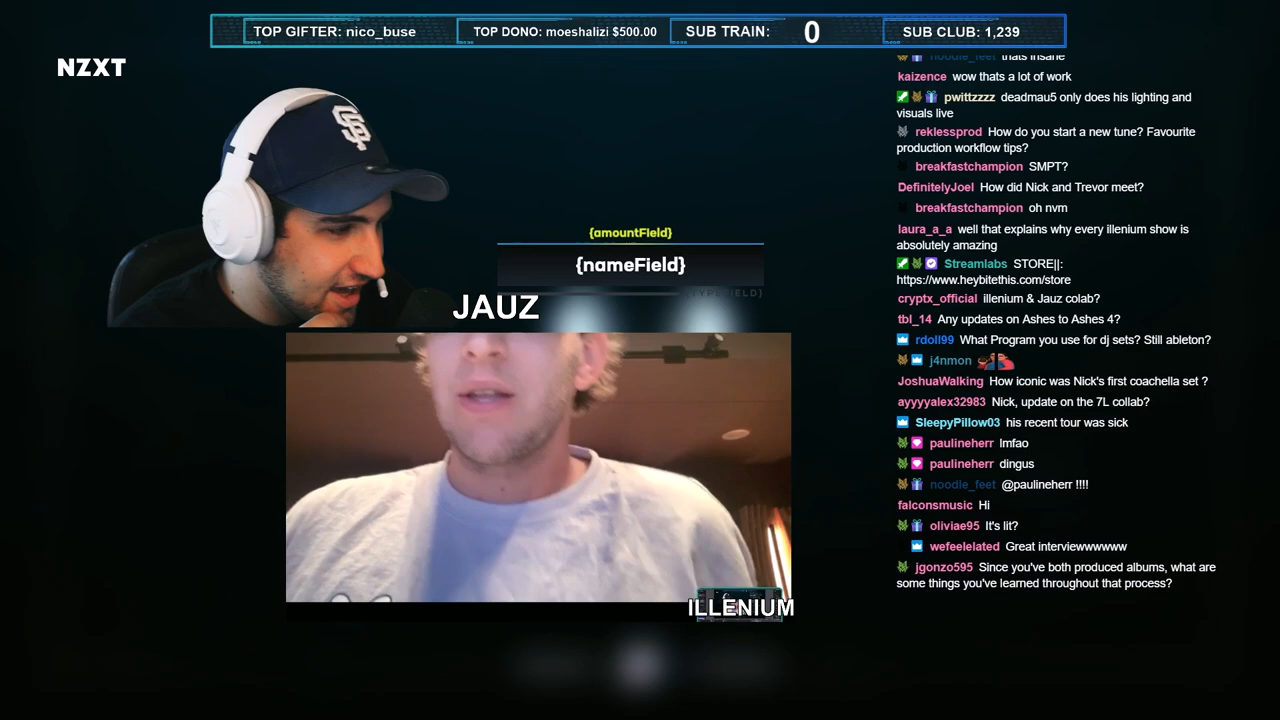 TOP GIFTER: nico_buse
TOP DONO: moeshalizi $500.00
SUB TRAIN: 0
SUB CLUB: 1,239
NZXT
SF
{amountField}
{nameField}
JAUZ
ILLENIUM
noodle_feet thats insane
kaizence wow thats a lot of work
pwittzzzz deadmau5 only does his lighting and
visuals live
reklessprod How do you start a new tune? Favourite
production workflow tips?
breakfastchampion SMPT?
DefinitelyJoel How did Nick and Trevor meet?
breakfastchampion oh nvm
laura_a_a well that explains why every illenium show is
absolutely amazing
Streamlabs STORE||:
https://www.heybitethis.com/store
cryptx_official illenium & Jauz colab?
tbl_14 Any updates on Ashes to Ashes 4?
rdoll99 What Program you use for dj sets? Still ableton?
j4nmon
JoshuaWalking How iconic was Nick's first coachella set ?
ayyyyalex32983 Nick, update on the 7L collab?
SleepyPillow03 his recent tour was sick
paulineherr lmfao
paulineherr dingus
noodle_feet @paulineherr !!!!
falconsmusic Hi
oliviae95 It's lit?
wefeelelated Great interviewwwwww
jgonzo595 Since you've both produced albums, what are
some things you've learned throughout that process?